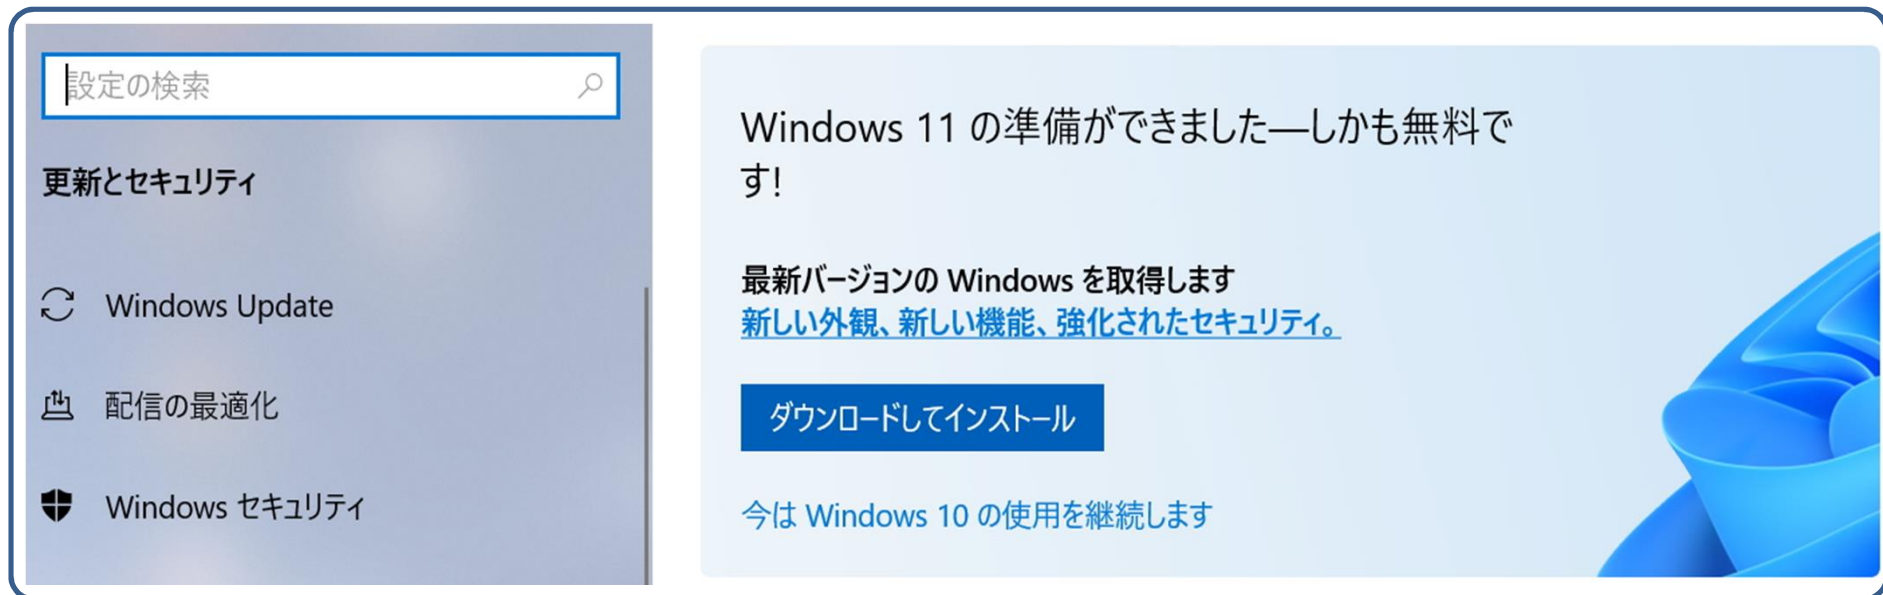 設定の検索
更新とセキュリティ
Windows Update
配信の最適化
Windows セキュリティ
Windows 11 の準備ができました—しかも無料で
す!
最新バージョンの Windows を取得します
新しい外観、新しい機能、強化されたセキュリティ。
ダウンロードしてインストール
今は Windows 10 の使用を継続します